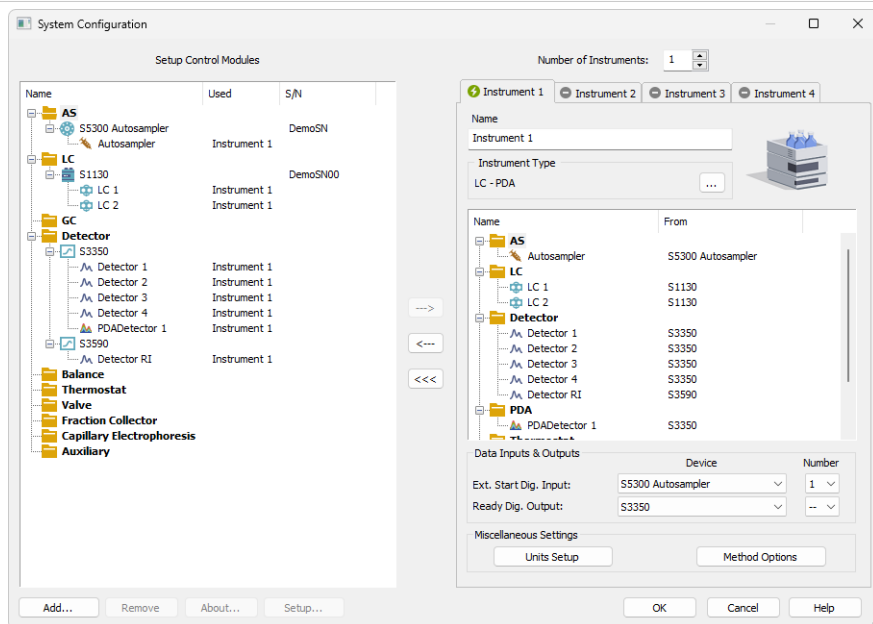 System Configuration
Setup Control Modules
Number of Instruments: 1
Name Used S/N
AS
S5300 Autosampler DemoSN
Autosampler Instrument 1
LC
S1130 DemoSN00
LC 1 Instrument 1
LC 2 Instrument 1
GC
Detector
S3350
Detector 1 Instrument 1
Detector 2 Instrument 1
Detector 3 Instrument 1
Detector 4 Instrument 1
PDADetector 1 Instrument 1
S3590
Detector RI Instrument 1
Balance
Thermostat
Valve
Fraction Collector
Capillary Electrophoresis
Auxiliary
--->
<---
<<<
Instrument 1 Instrument 2 Instrument 3 Instrument 4
Name
Instrument 1
Instrument Type
LC - PDA ...
Name From
AS
Autosampler S5300 Autosampler
LC
LC 1 S1130
LC 2 S1130
Detector
Detector 1 S3350
Detector 2 S3350
Detector 3 S3350
Detector 4 S3350
Detector RI S3590
PDA
PDADetector 1 S3350
Data Inputs & Outputs
Device Number
Ext. Start Dig. Input: S5300 Autosampler 1
Ready Dig. Output: S3350 --
Miscellaneous Settings
Units Setup Method Options
Add... Remove About... Setup... OK Cancel Help